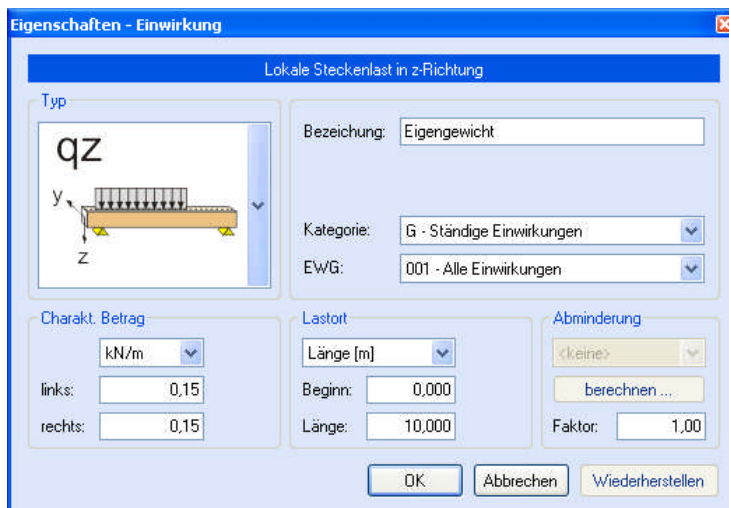 Eigenschaften - Einwirkung
Lokale Steckenlast in z-Richtung
Typ
qz
y
z
Bezeichung: Eigengewicht
Kategorie: G - Ständige Einwirkungen
EWG: 001 - Alle Einwirkungen
Charakt. Betrag
kN/m
links: 0,15
rechts: 0,15
Lastort
Länge [m]
Beginn: 0,000
Länge: 10,000
Abminderung
<keine>
berechnen ...
Faktor: 1,00
OK
Abbrechen
Wiederherstellen